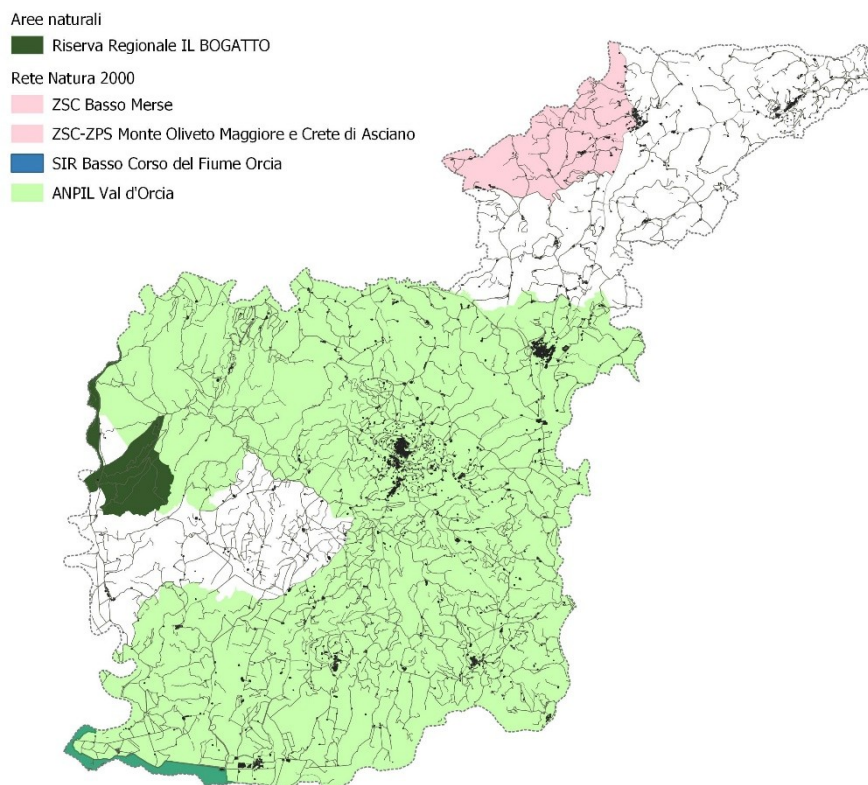 Aree naturali
Riserva Regionale IL BOGATTO
Rete Natura 2000
ZSC Basso Merse
ZSC-ZPS Monte Oliveto Maggiore e Crete di Asciano
SIR Basso Corso del Fiume Orcia
ANPIL Val d'Orcia